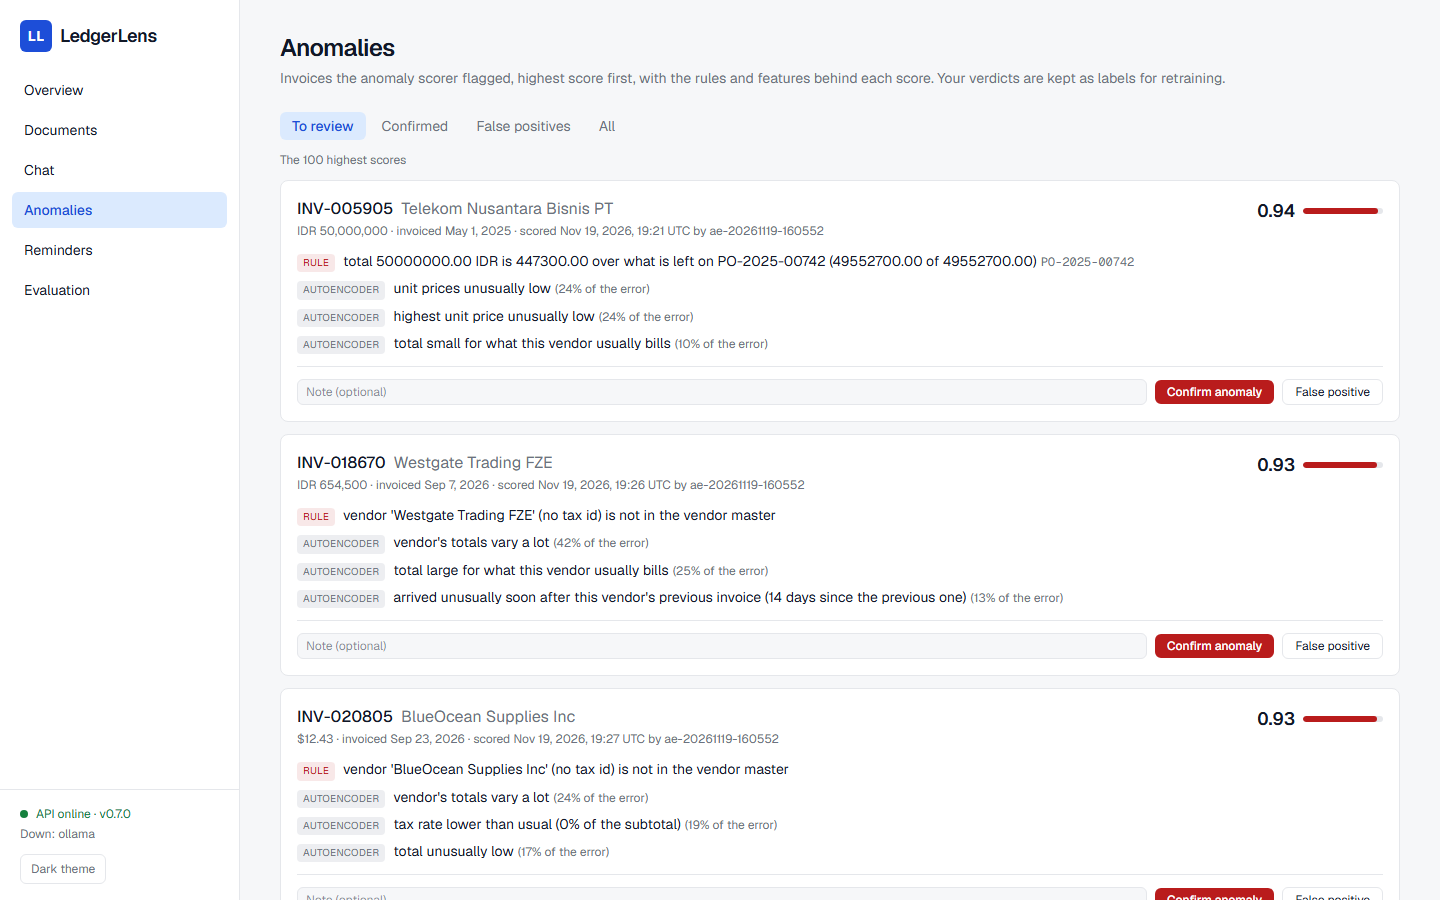 LL LedgerLens
Overview
Documents
Chat
Anomalies
Reminders
Evaluation
API online · v0.7.0
Down: ollama
Dark theme
Anomalies
Invoices the anomaly scorer flagged, highest score first, with the rules and features behind each score. Your verdicts are kept as labels for retraining.
To review Confirmed False positives All
The 100 highest scores
INV-005905 Telekom Nusantara Bisnis PT 0.94
IDR 50,000,000 · invoiced May 1, 2025 · scored Nov 19, 2026, 19:21 UTC by ae-20261119-160552
RULE total 50000000.00 IDR is 447300.00 over what is left on PO-2025-00742 (49552700.00 of 49552700.00) PO-2025-00742
AUTOENCODER unit prices unusually low (24% of the error)
AUTOENCODER highest unit price unusually low (24% of the error)
AUTOENCODER total small for what this vendor usually bills (10% of the error)
Note (optional) Confirm anomaly False positive
INV-018670 Westgate Trading FZE 0.93
IDR 654,500 · invoiced Sep 7, 2026 · scored Nov 19, 2026, 19:26 UTC by ae-20261119-160552
RULE vendor 'Westgate Trading FZE' (no tax id) is not in the vendor master
AUTOENCODER vendor's totals vary a lot (42% of the error)
AUTOENCODER total large for what this vendor usually bills (25% of the error)
AUTOENCODER arrived unusually soon after this vendor's previous invoice (14 days since the previous one) (13% of the error)
Note (optional) Confirm anomaly False positive
INV-020805 BlueOcean Supplies Inc 0.93
$12.43 · invoiced Sep 23, 2026 · scored Nov 19, 2026, 19:27 UTC by ae-20261119-160552
RULE vendor 'BlueOcean Supplies Inc' (no tax id) is not in the vendor master
AUTOENCODER vendor's totals vary a lot (24% of the error)
AUTOENCODER tax rate lower than usual (0% of the subtotal) (19% of the error)
AUTOENCODER total unusually low (17% of the error)
Note (optional) Confirm anomaly False positive